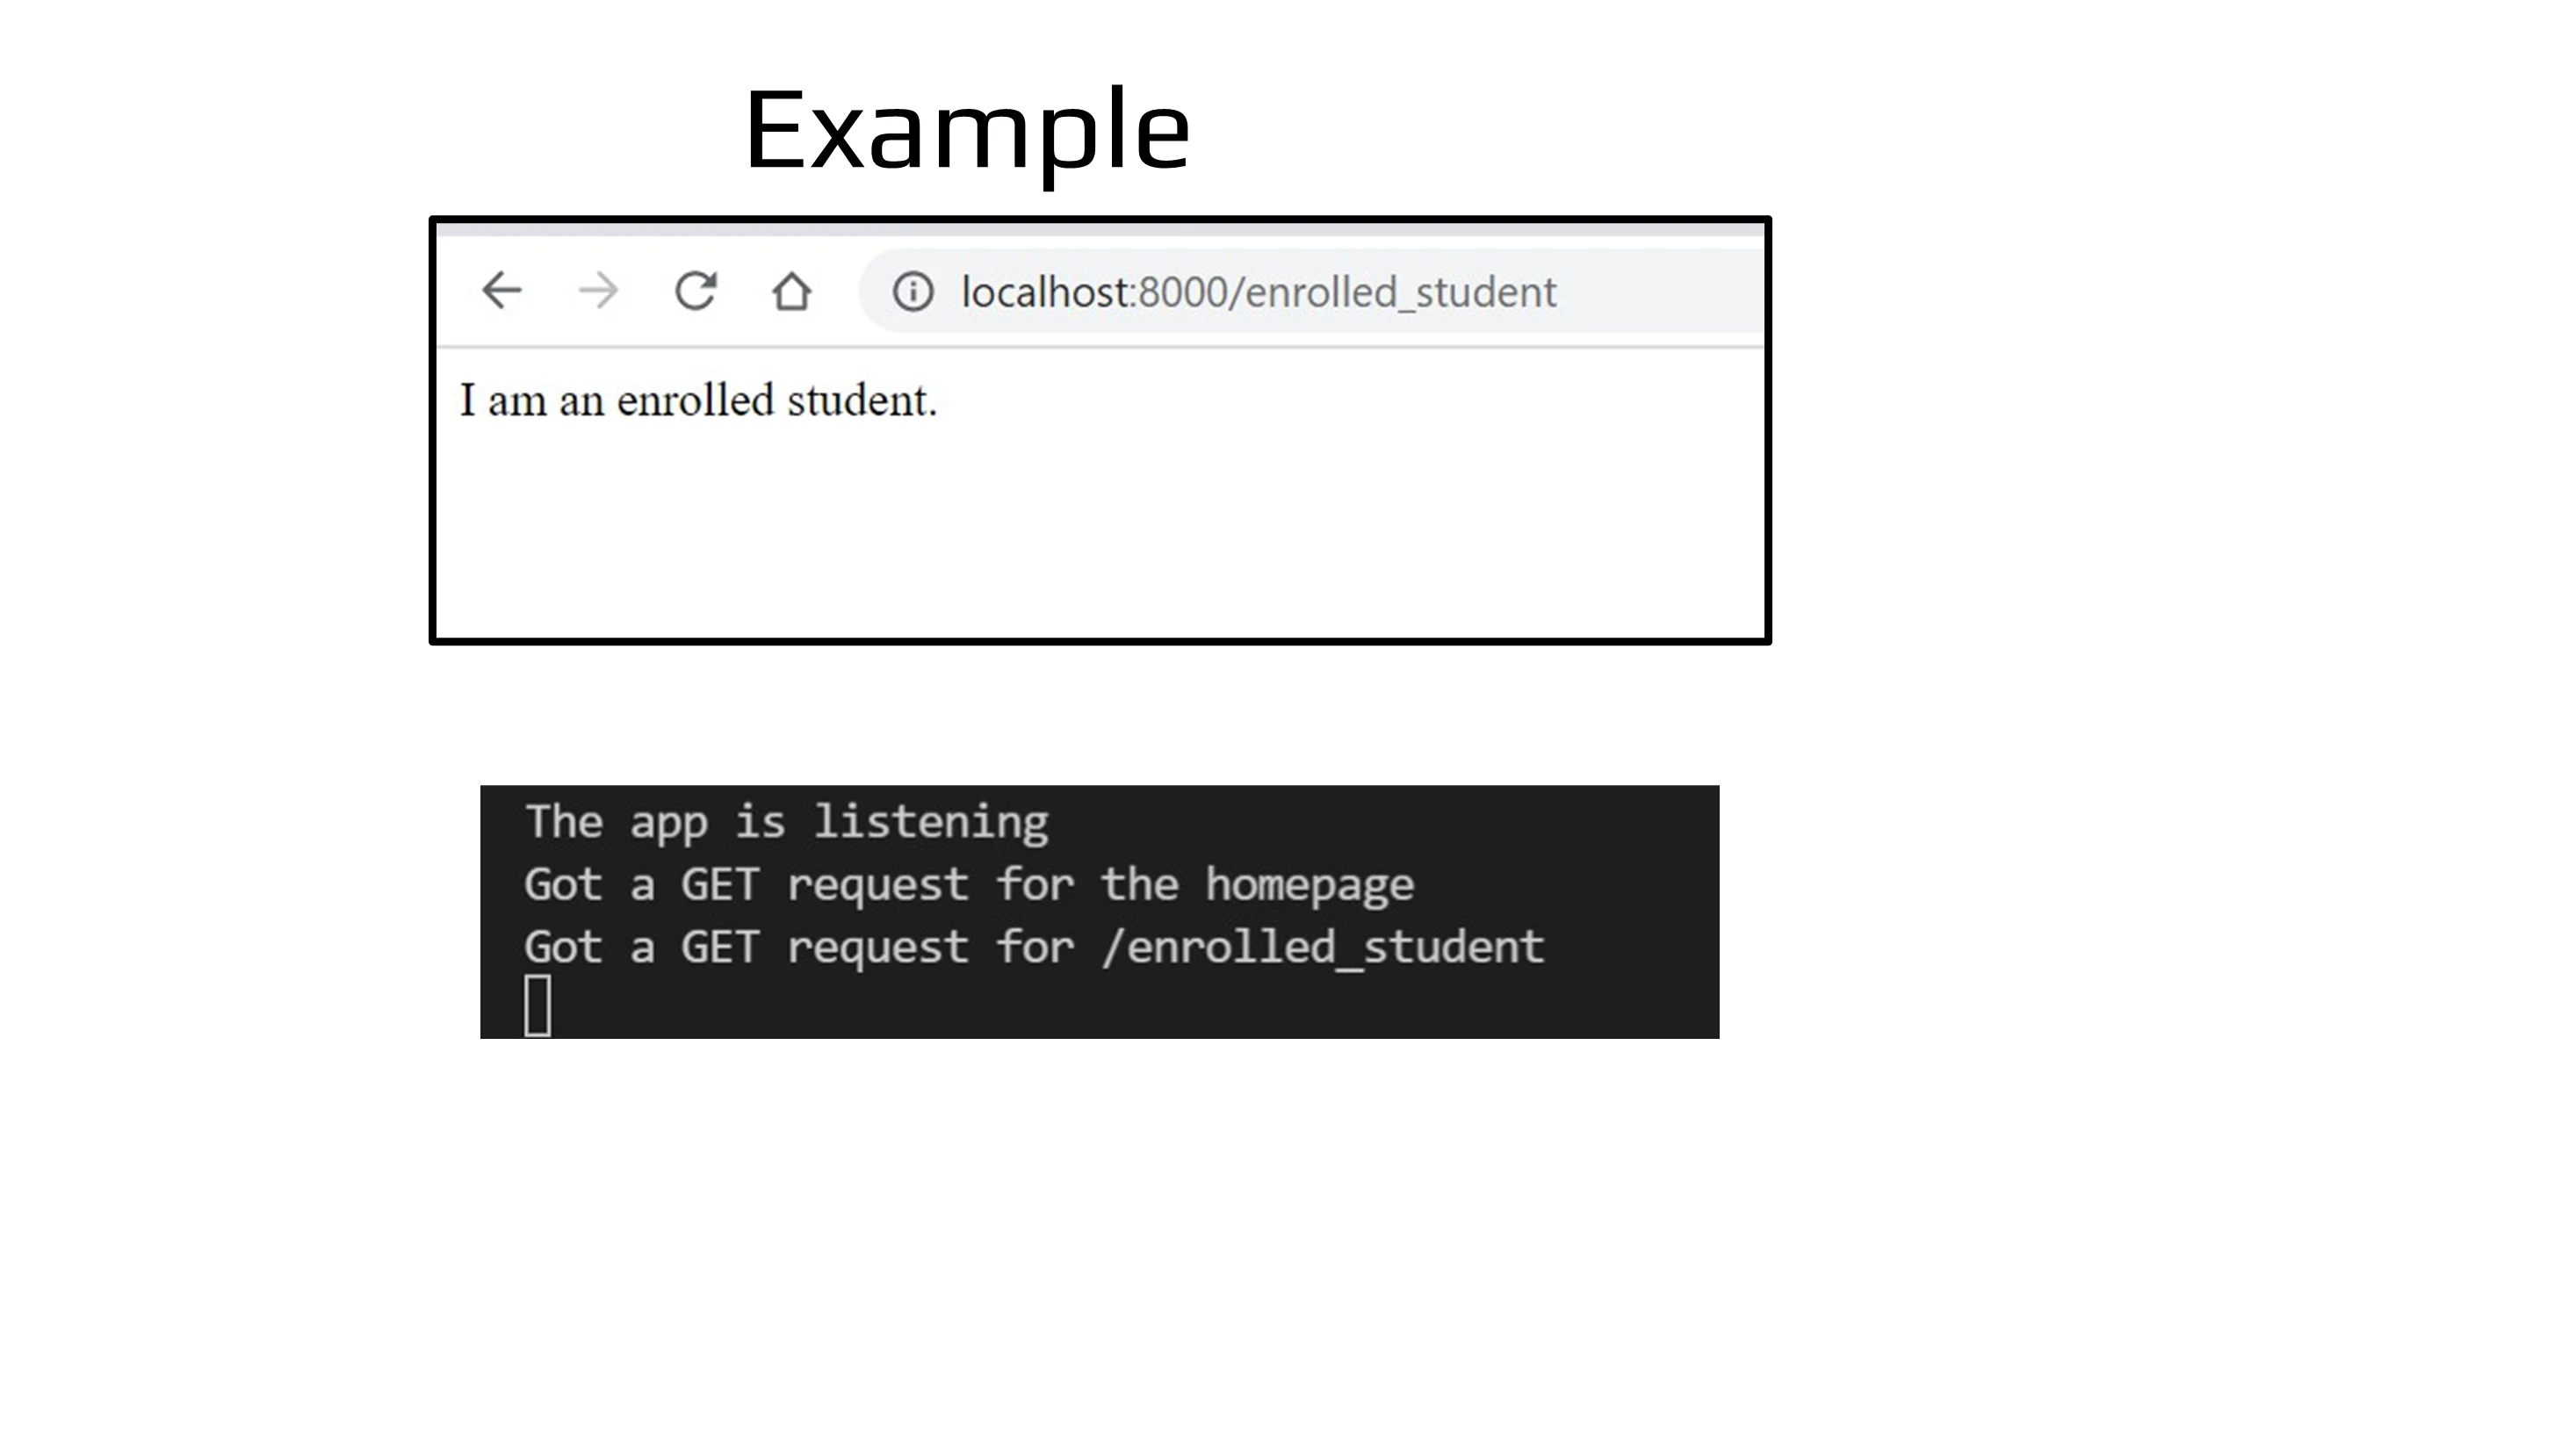 Example
localhost:8000/enrolled_student
I am an enrolled student.
The app is listening
Got a GET request for the homepage
Got a GET request for /enrolled_student